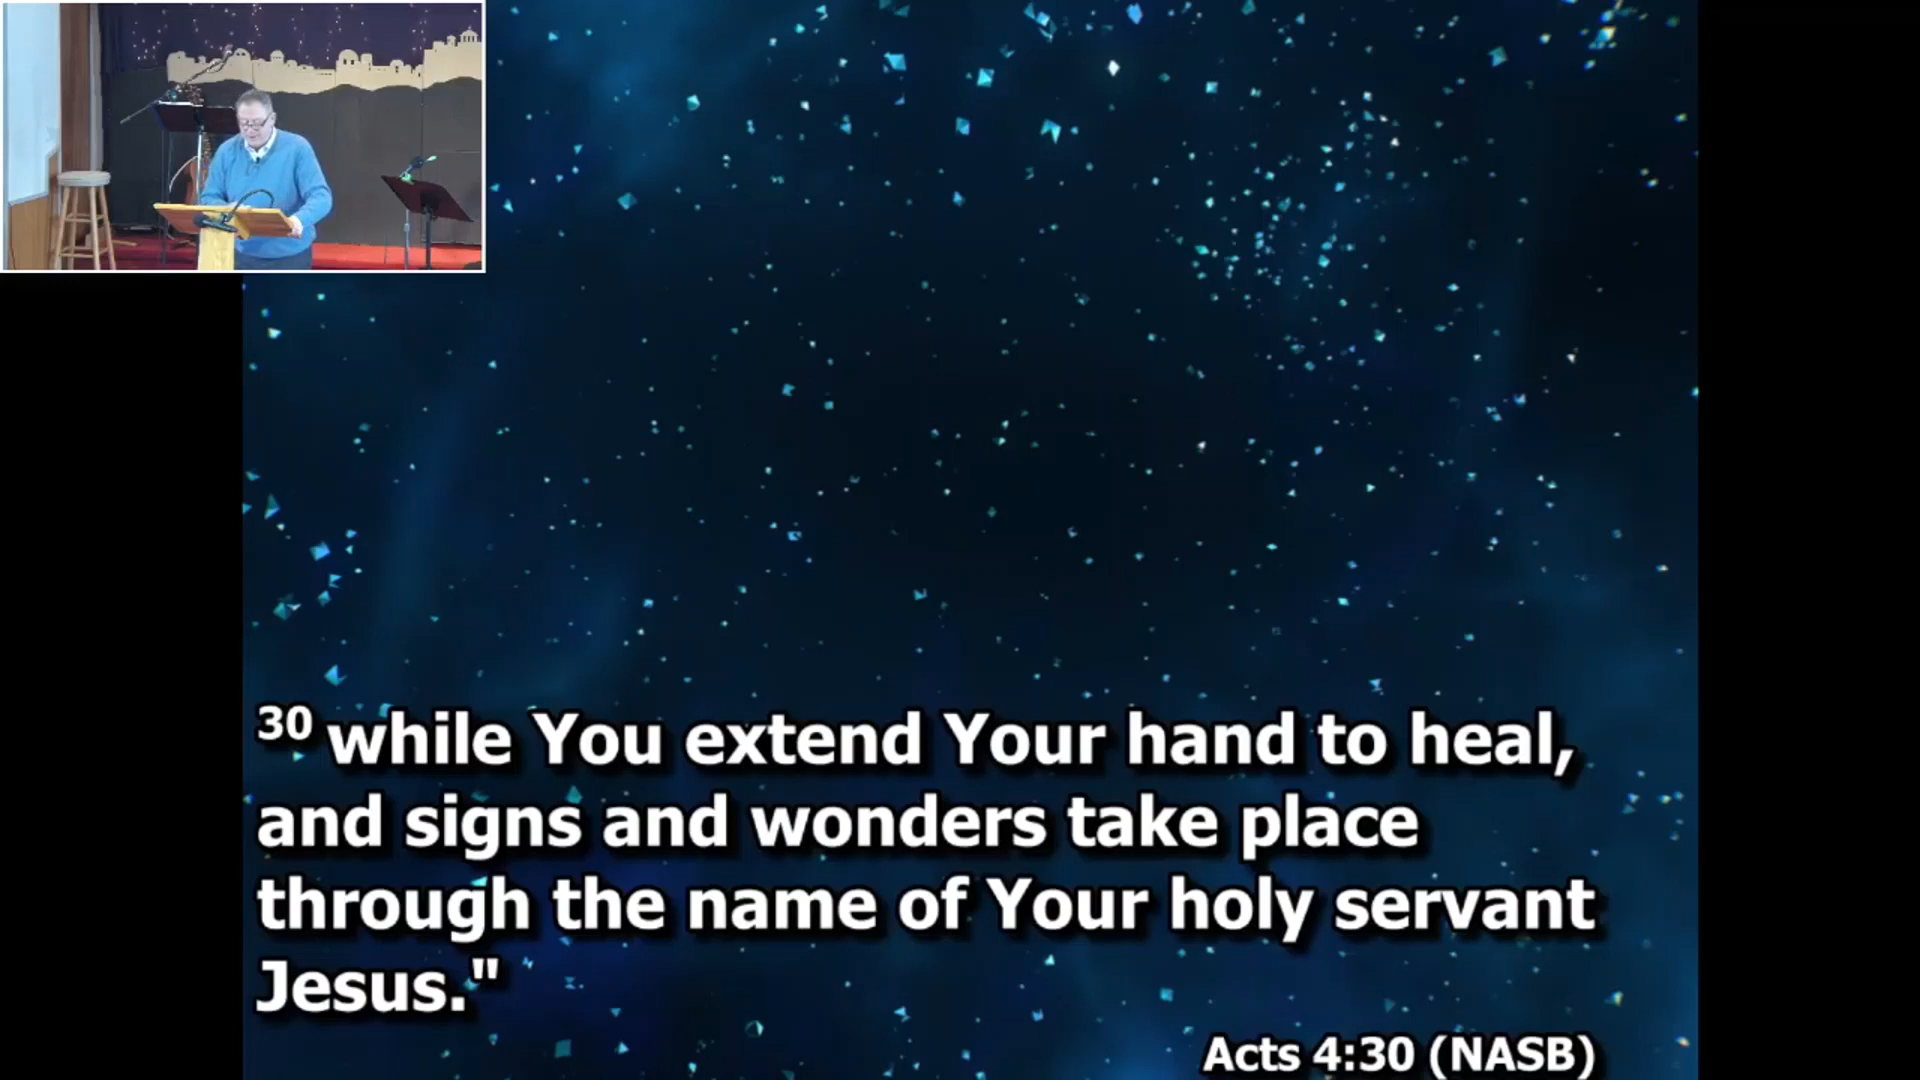 30 while You extend Your hand to heal,
and signs and wonders take place
through the name of Your holy servant
Jesus."
Acts 4:30 (NASB)